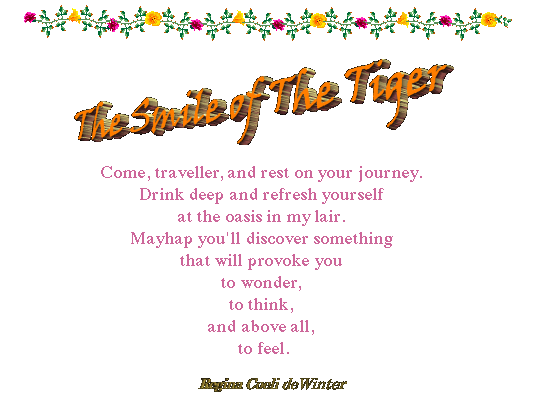 The Smile of The Tiger
Come, traveller, and rest on your journey.
Drink deep and refresh yourself
at the oasis in my lair.
Mayhap you'll discover something
that will provoke you
to wonder,
to think,
and above all,
to feel.
Regina Coeli deWinter